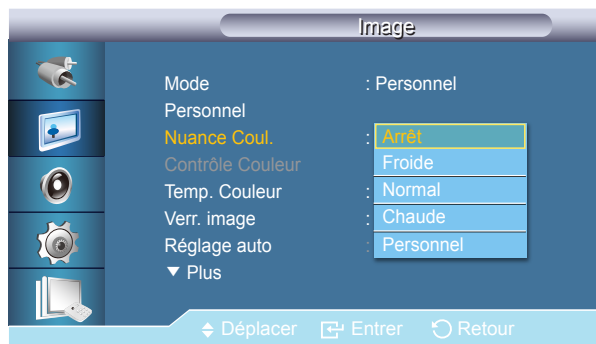 Image
Mode : Personnel
Personnel
Nuance Coul. : Arrêt
Contrôle Couleur Froide
Temp. Couleur : Normal
Verr. image : Chaude
Réglage auto : Personnel
▼ Plus
Déplacer Entrer Retour